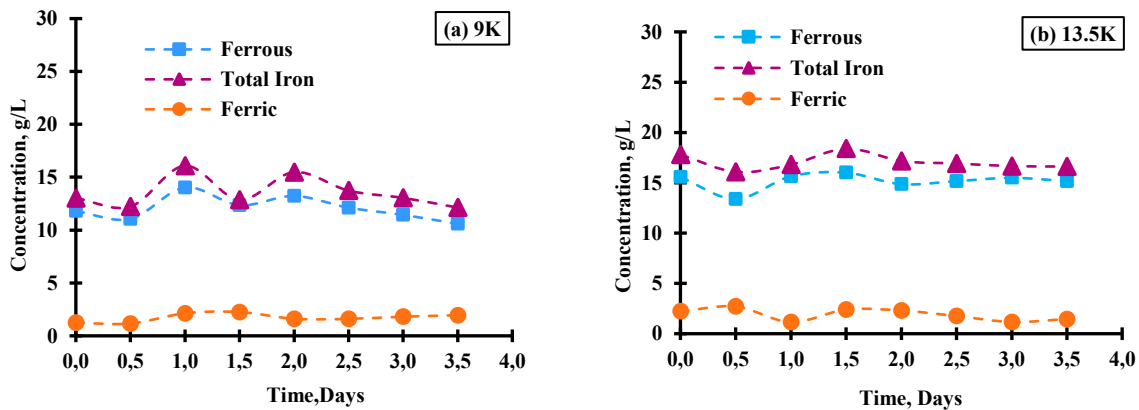 (a) 9K
Ferrous
Total Iron
Ferric
Concentration, g/L
30
25
20
15
10
5
0
0,0 0,5 1,0 1,5 2,0 2,5 3,0 3,5 4,0
Time,Days
(b) 13.5K
Ferrous
Total Iron
Ferric
Concentration, g/L
30
25
20
15
10
5
0
0,0 0,5 1,0 1,5 2,0 2,5 3,0 3,5 4,0
Time, Days